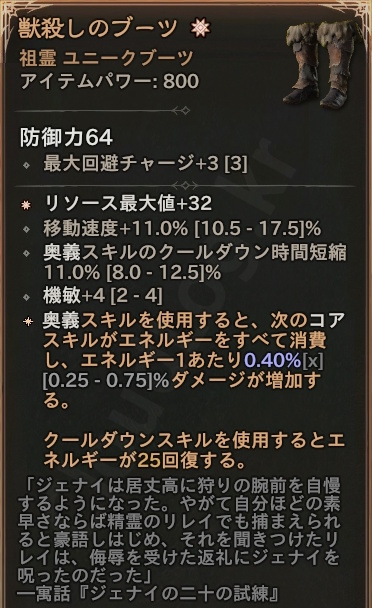 獣殺しのブーツ
祖霊 ユニークブーツ
アイテムパワー: 800
防御力64
最大回避チャージ+3 [3]
リソース最大値+32
移動速度+11.0% [10.5 - 17.5]%
奥義スキルのクールダウン時間短縮
11.0% [8.0 - 12.5]%
機敏+4 [2 - 4]
奥義スキルを使用すると、次のコア
スキルがエネルギーをすべて消費
し、エネルギー1あたり0.40%[x]
[0.25 - 0.75]%ダメージが増加す
る。
クールダウンスキルを使用するとエ
ネルギーが25回復する。
「ジェナイは居丈高に狩りの腕前を自慢
するようになった。やがて自分ほどの素
早さならば精霊のリレイでも捕まえられ
ると豪語しはじめ、それを聞きつけたリ
レイは、侮辱を受けた返礼にジェナイを
呪ったのだった」
—寓話『ジェナイの二十の試練』